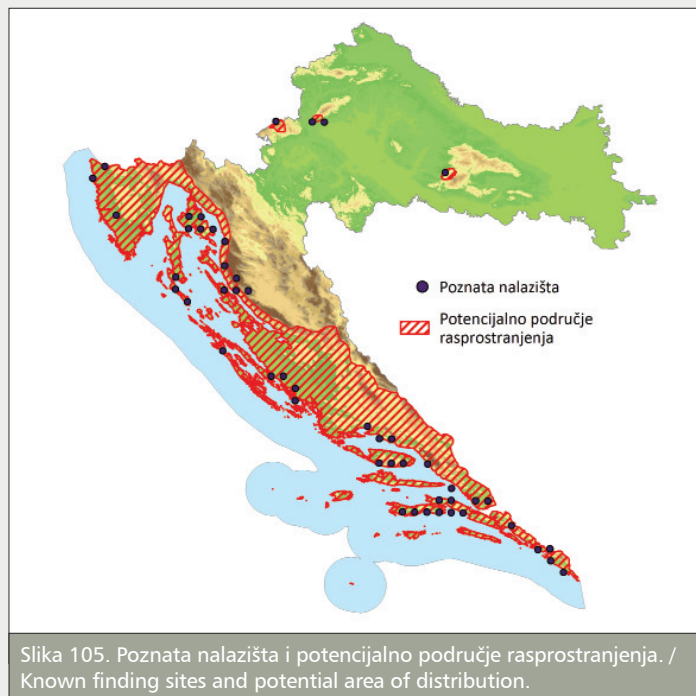 Poznata nalazišta
Potencijalno područje
rasprostranjenja
Slika 105. Poznata nalazišta i potencijalno područje rasprostranjenja. /
Known finding sites and potential area of distribution.